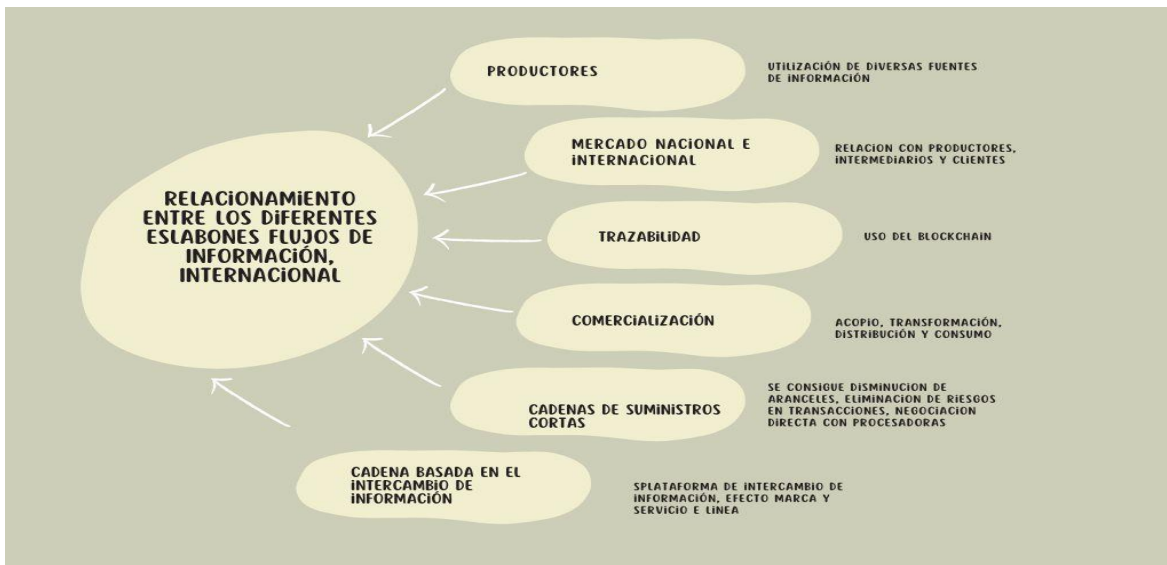 PRODUCTORES
UTILIZACIÓN DE DIVERSAS FUENTES
DE INFORMACIÓN
MERCADO NACIONAL E
INTERNACIONAL
RELACION CON PRODUCTORES,
INTERMEDIARIOS Y CLIENTES
RELACIONAMIENTO
ENTRE LOS DIFERENTES
ESLABONES FLUJOS DE
INFORMACIÓN,
INTERNACIONAL
TRAZABILIDAD
USO DEL BLOCKCHAIN
COMERCIALIZACIÓN
ACOPIO, TRANSFORMACIÓN,
DISTRIBUCIÓN Y CONSUMO
CADENAS DE SUMINISTROS
CORTAS
SE CONSIGUE DISMINUCION DE
ARANCELES, ELIMINACION DE RIESGOS
EN TRANSACCIONES, NEGOCIACION
DIRECTA CON PROCESADORAS
CADENA BASADA EN EL
INTERCAMBIO DE
INFORMACIÓN
SPLATAFORMA DE INTERCAMBIO DE
INFORMACIÓN, EFECTO MARCA Y
SERVICIO E LINEA